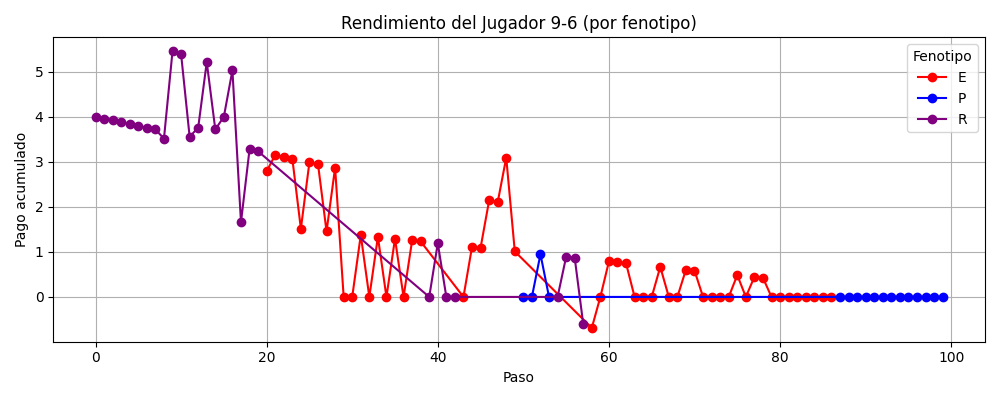 Rendimiento del Jugador 9-6 (por fenotipo)
Pago acumulado
5
4
3
2
1
0
0
20
40
60
80
100
Paso
Fenotipo
E
P
R